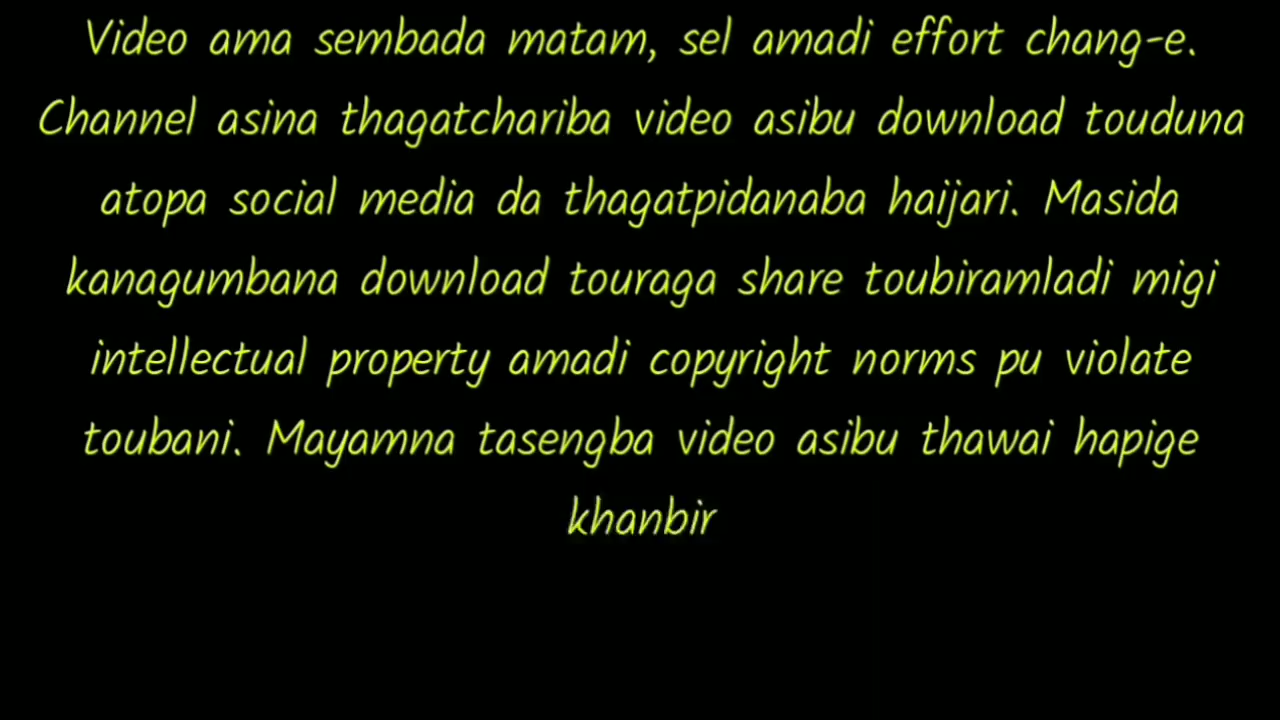 Video ama sembada matam, sel amadi effort chang-e.
Channel asina thagatchariba video asibu download touduna
atopa social media da thagatpidanaba haijari. Masida
kanagumbana download touraga share toubiramladi migi
intellectual property amadi copyright norms pu violate
toubani. Mayamna tasengba video asibu thawai hapige
khanbir